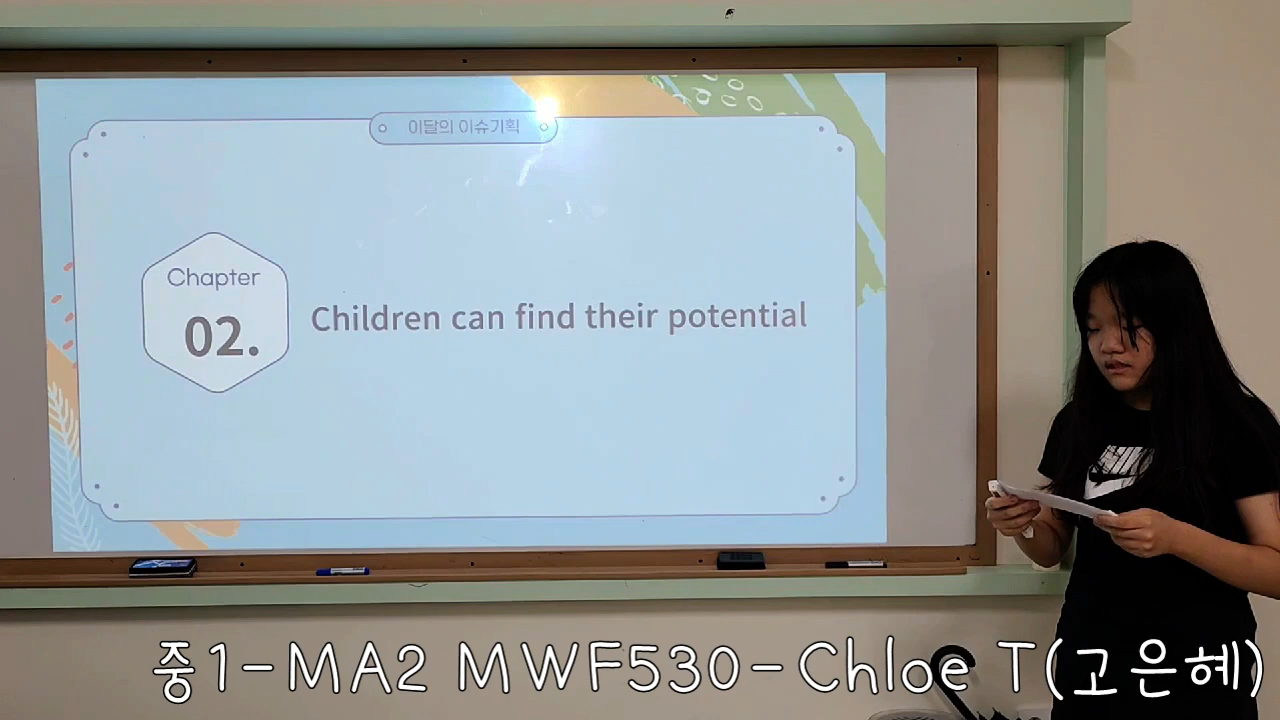 이달의 이슈기획
Chapter
02.
Children can find their potential
중1-MA2 MWF530-Chloe T(고은혜)